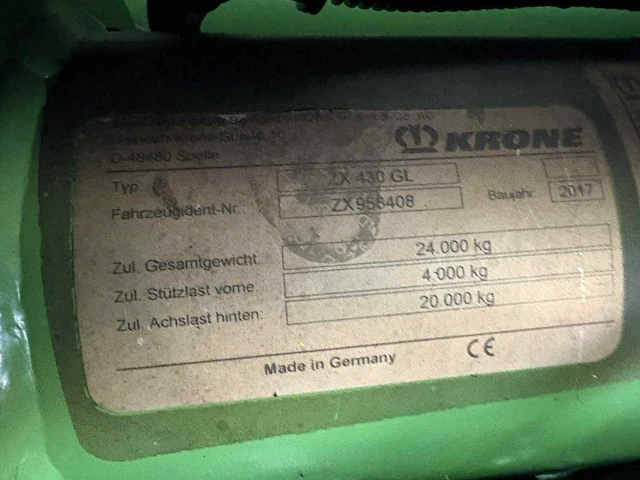 KRONE
D-48480 Spelle
Typ ZX 430 GL
Fahrzeugident-Nr.: ZX956408 Baujahr: 2017
Zul. Gesamtgewicht: 24.000 kg
Zul. Stützlast vorne: 4.000 kg
Zul. Achslast hinten: 20.000 kg
Made in Germany CE